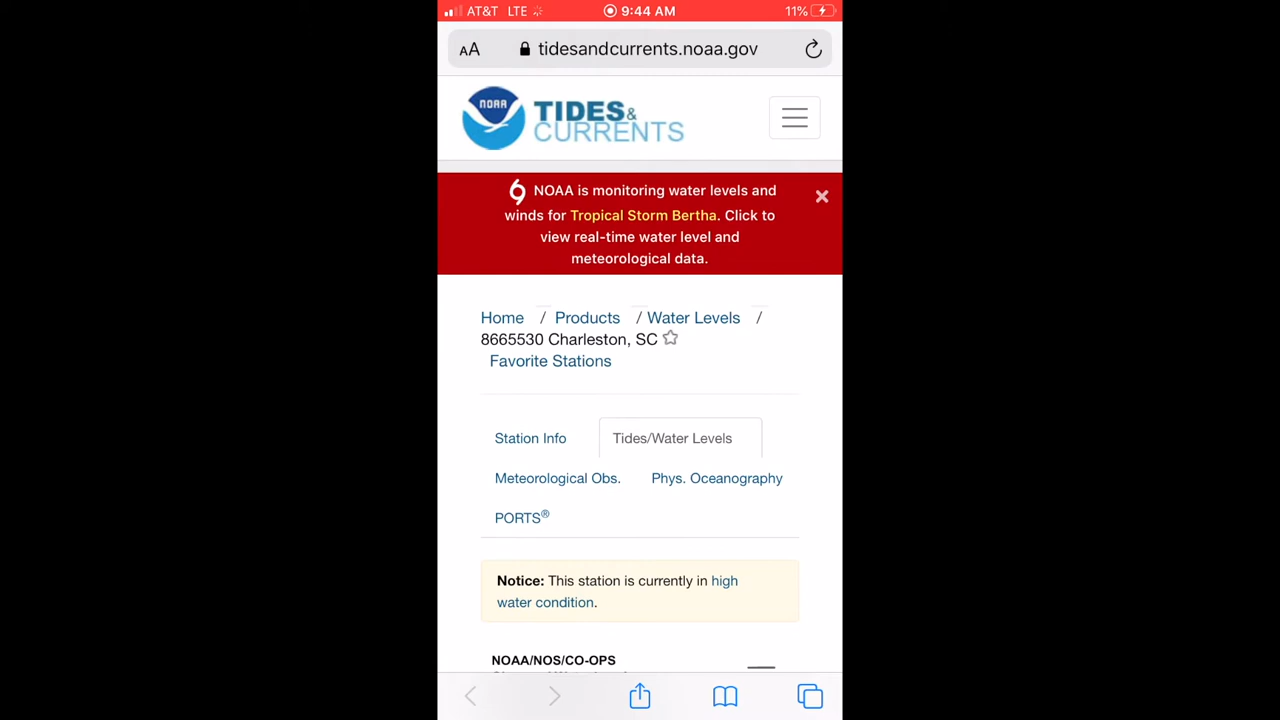 AT&T LTE 9:44 AM 11%
AA tidesandcurrents.noaa.gov
NOAA TIDES &
CURRENTS
NOAA is monitoring water levels and
winds for Tropical Storm Bertha. Click to
view real-time water level and
meteorological data.
Home / Products / Water Levels /
8665530 Charleston, SC
Favorite Stations
Station Info Tides/Water Levels
Meteorological Obs. Phys. Oceanography
PORTS®
Notice: This station is currently in high
water condition.
NOAA/NOS/CO-OPS